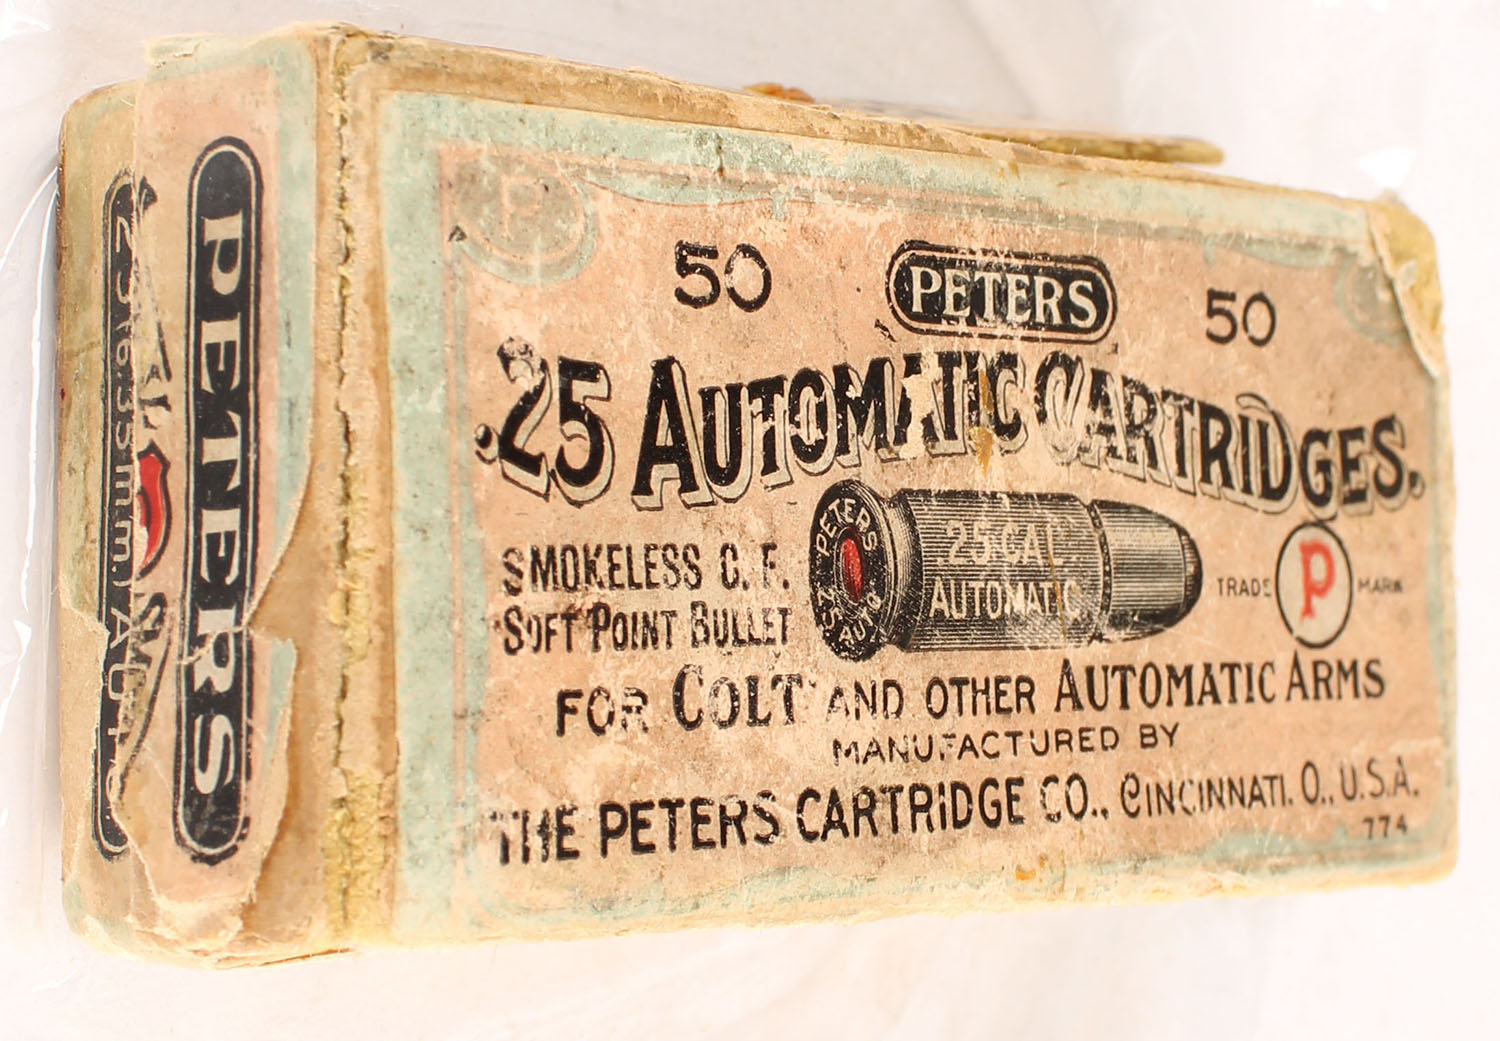 P
50 PETERS 50
.25 AUTOMATIC CARTRIDGES.
SMOKELESS C. F.
SOFT POINT BULLET
PETERS
.25 AUTO
.25 CAL
AUTOMATIC
TRADE P MARK
FOR COLT AND OTHER AUTOMATIC ARMS
MANUFACTURED BY
THE PETERS CARTRIDGE CO., CINCINNATI. O., U.S.A.
774
PETERS